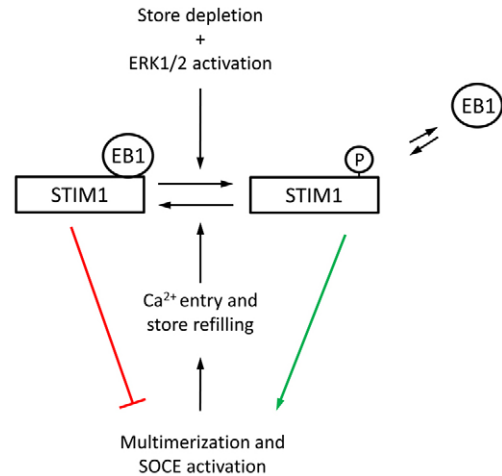 Store depletion
+
ERK1/2 activation
EB1
EB1
P
STIM1
STIM1
Ca²⁺ entry and
store refilling
Multimerization and
SOCE activation